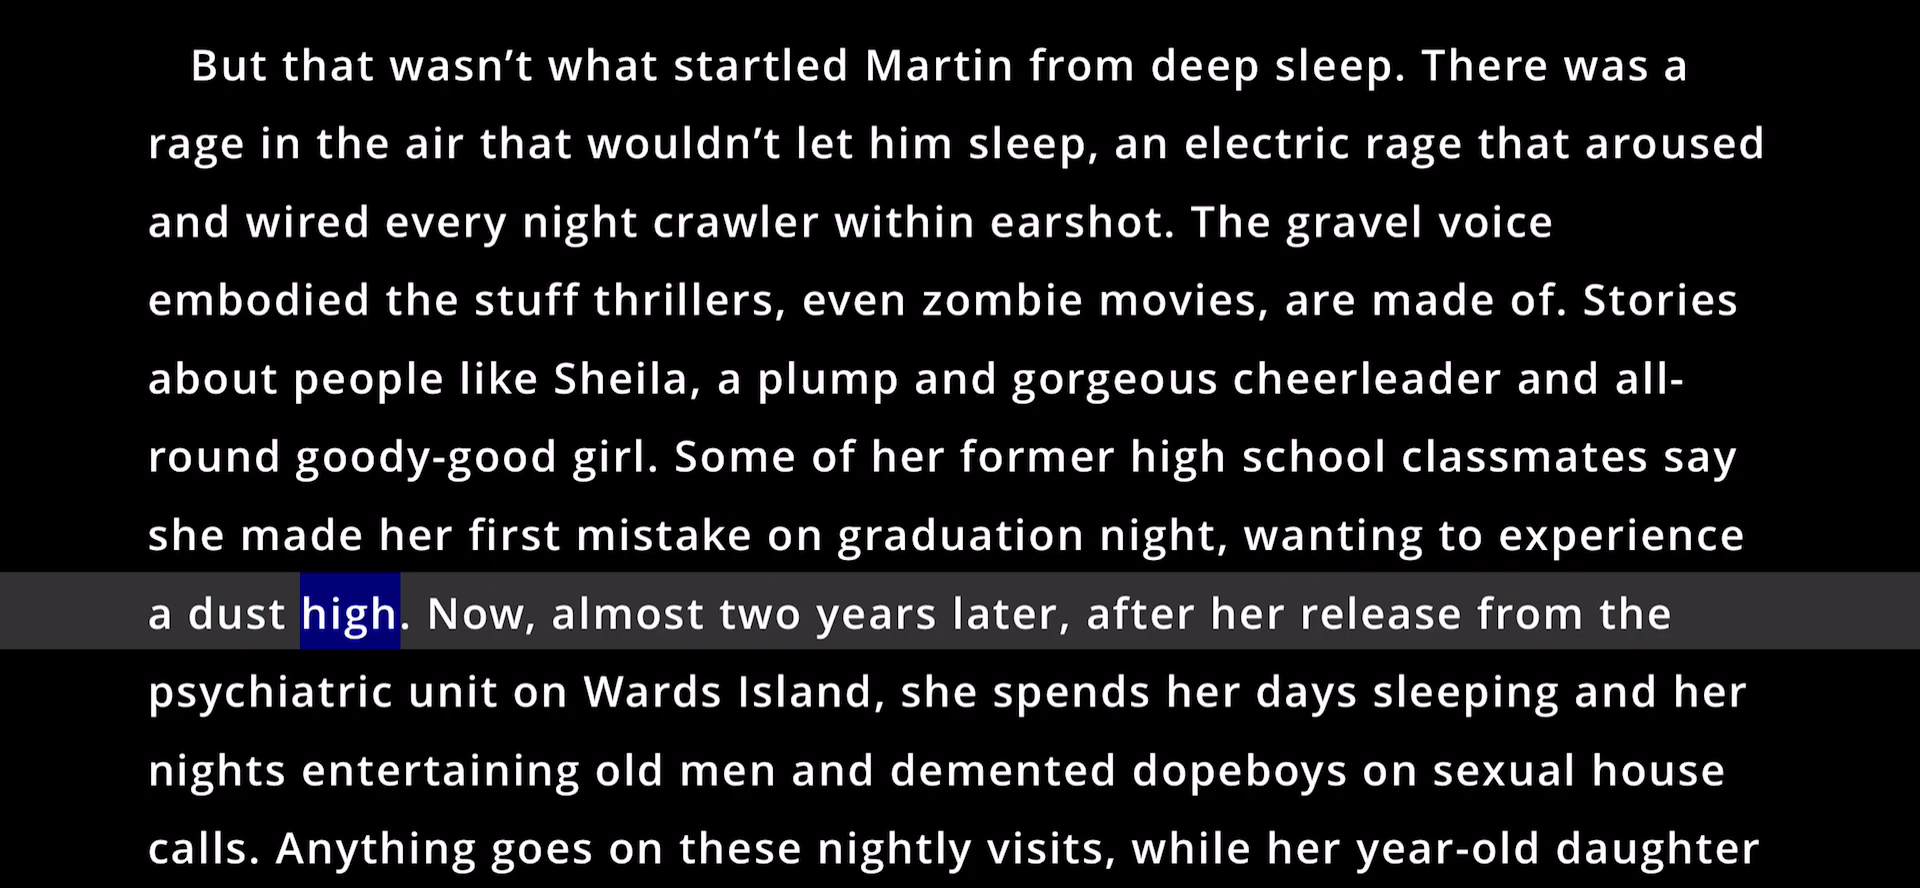 But that wasn’t what startled Martin from deep sleep. There was a
rage in the air that wouldn’t let him sleep, an electric rage that aroused
and wired every night crawler within earshot. The gravel voice
embodied the stuff thrillers, even zombie movies, are made of. Stories
about people like Sheila, a plump and gorgeous cheerleader and all-
round goody-good girl. Some of her former high school classmates say
she made her first mistake on graduation night, wanting to experience
a dust high. Now, almost two years later, after her release from the
psychiatric unit on Wards Island, she spends her days sleeping and her
nights entertaining old men and demented dopeboys on sexual house
calls. Anything goes on these nightly visits, while her year-old daughter